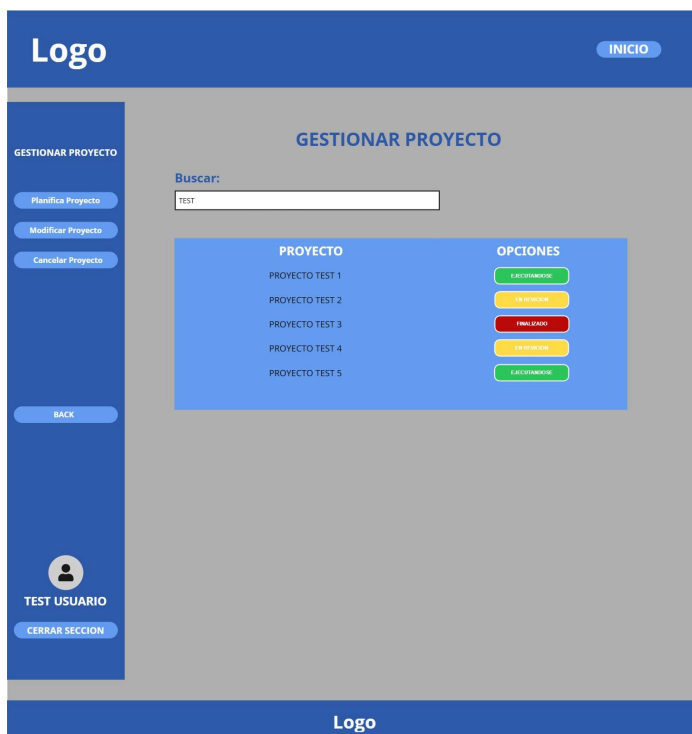 Logo
INICIO
GESTIONAR PROYECTO
Planifica Proyecto
Modificar Proyecto
Cancelar Proyecto
BACK
TEST USUARIO
CERRAR SECCION
GESTIONAR PROYECTO
Buscar:
TEST
PROYECTO OPCIONES
PROYECTO TEST 1 EJECUTANDOSE
PROYECTO TEST 2
PROYECTO TEST 3 FINALIZADO
PROYECTO TEST 4
PROYECTO TEST 5 EJECUTANDOSE
Logo